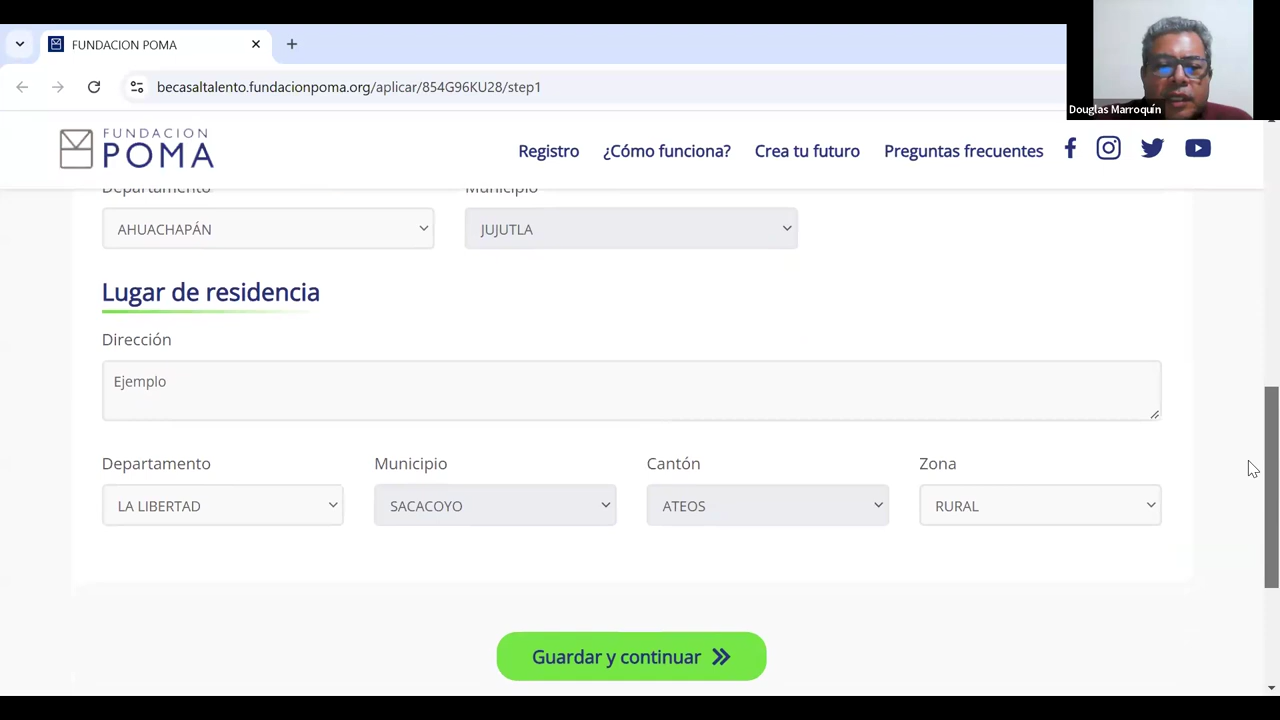 FUNDACION POMA
becasaltalento.fundacionpoma.org/aplicar/854G96KU28/step1
Douglas Marroquín
FUNDACION
POMA
Registro
¿Cómo funciona?
Crea tu futuro
Preguntas frecuentes
Departamento
Municipio
AHUACHAPÁN
JUJUTLA
Lugar de residencia
Dirección
Ejemplo
Departamento
Municipio
Cantón
Zona
LA LIBERTAD
SACACOYO
ATEOS
RURAL
Guardar y continuar